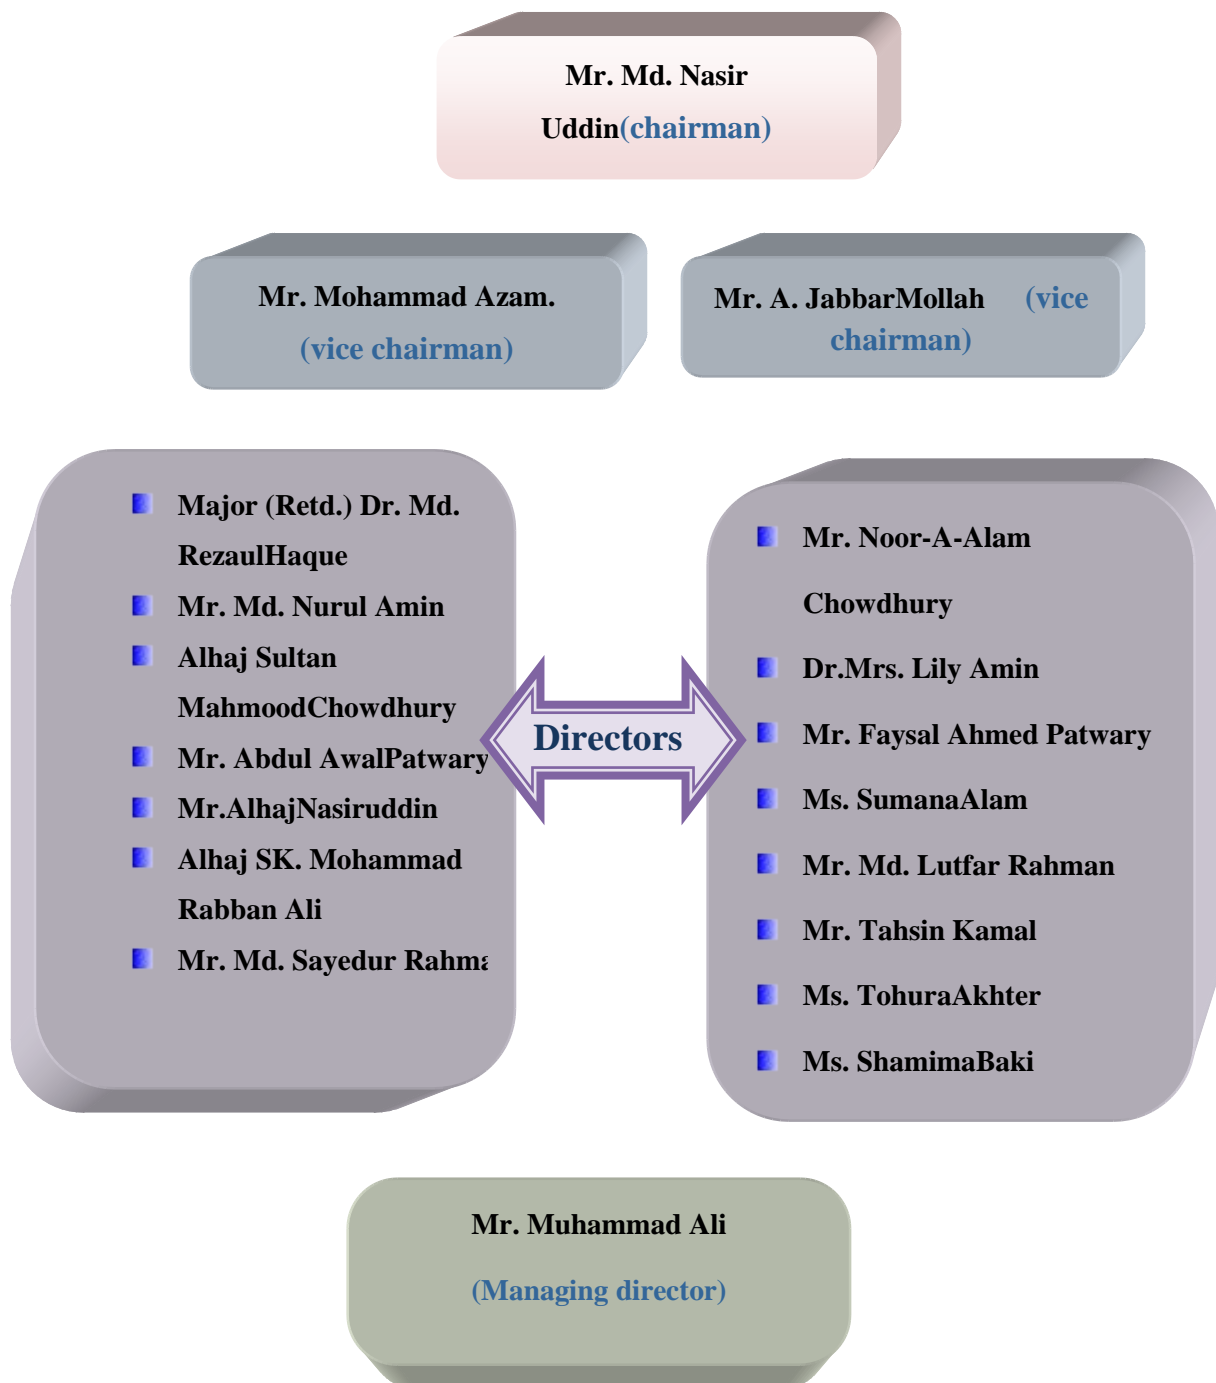 Mr. Md. Nasir
Uddin(chairman)
Mr. Mohammad Azam.
(vice chairman)
Mr. A. JabbarMollah (vice
chairman)
Major (Retd.) Dr. Md.
RezaulHaque
Mr. Md. Nurul Amin
Alhaj Sultan
MahmoodChowdhury
Mr. Abdul AwalPatwary
Mr.AlhajNasiruddin
Alhaj SK. Mohammad
Rabban Ali
Mr. Md. Sayedur Rahma
Directors
Mr. Noor-A-Alam
Chowdhury
Dr.Mrs. Lily Amin
Mr. Faysal Ahmed Patwary
Ms. SumanaAlam
Mr. Md. Lutfar Rahman
Mr. Tahsin Kamal
Ms. TohuraAkhter
Ms. ShamimaBaki
Mr. Muhammad Ali
(Managing director)